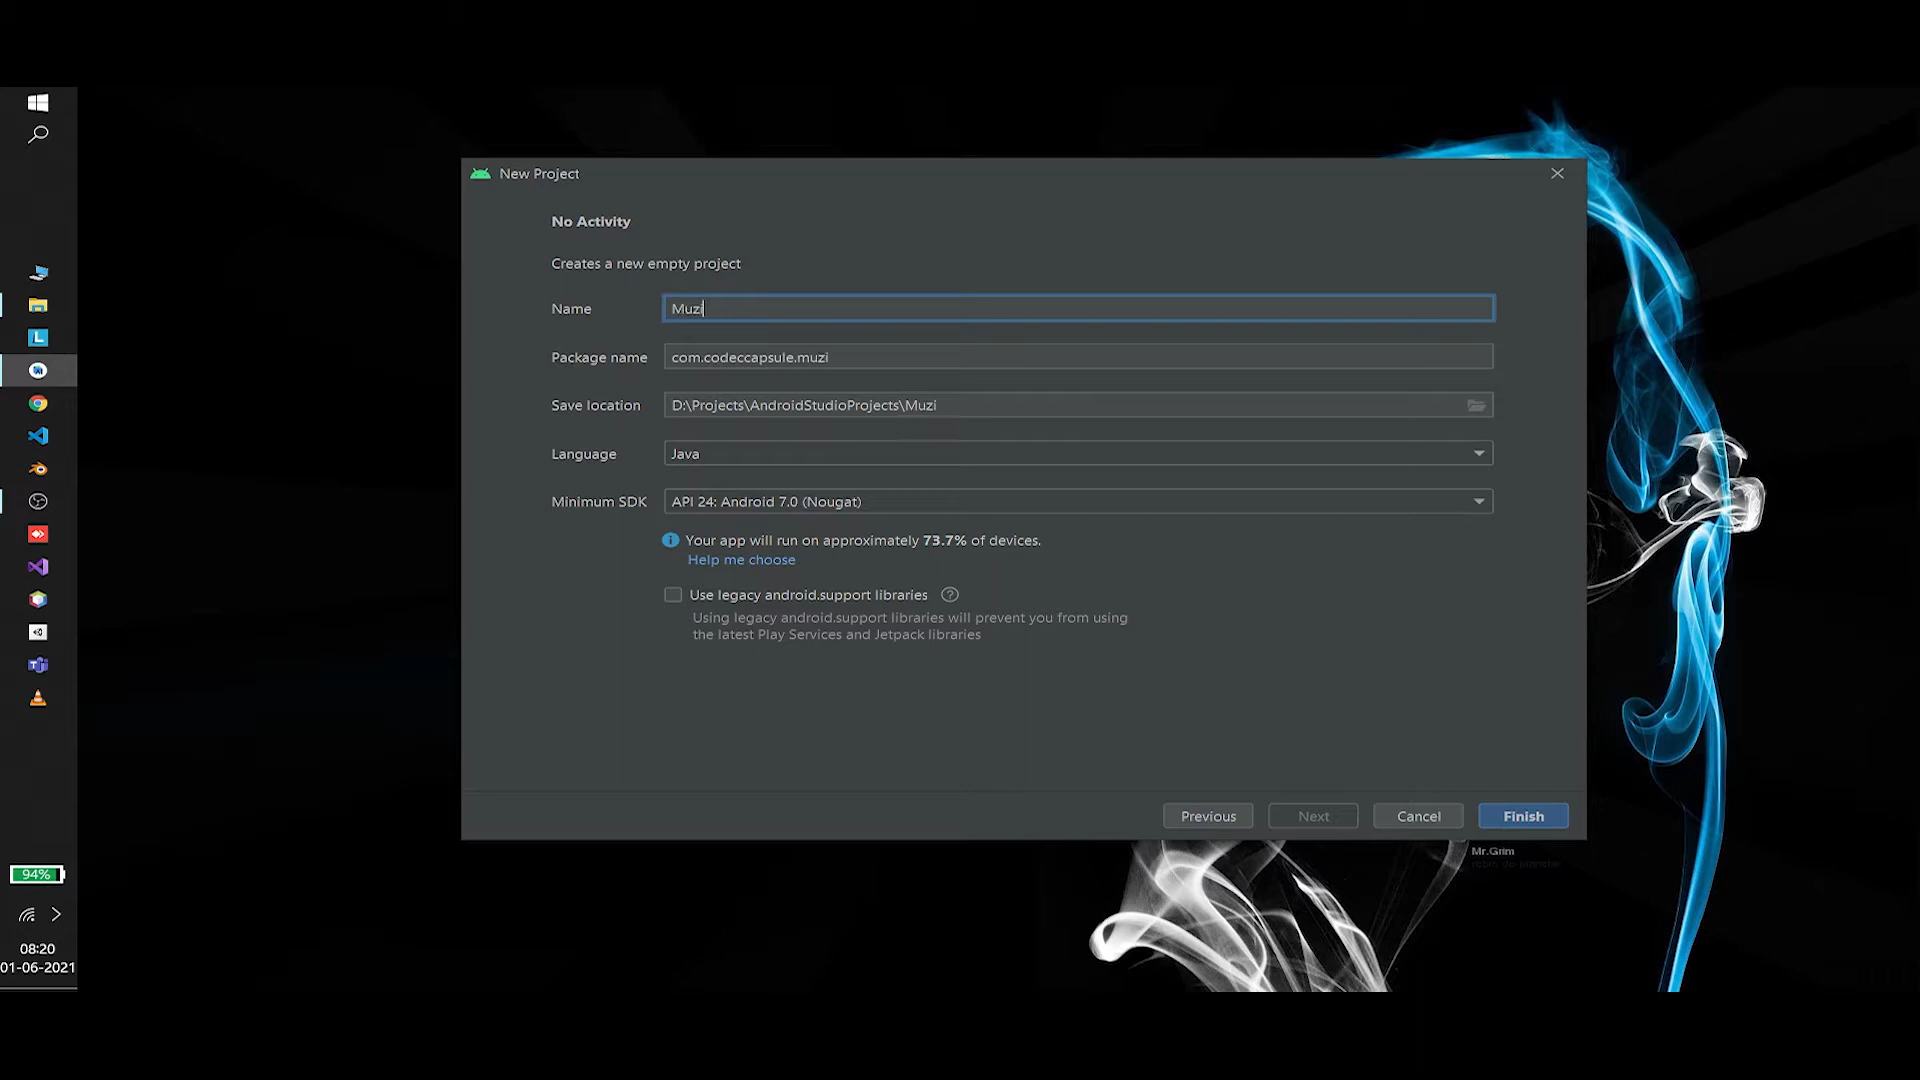 New Project
No Activity
Creates a new empty project
Name Muzi
Package name com.codeccapsule.muzi
Save location D:\Projects\AndroidStudioProjects\Muzi
Language Java
Minimum SDK API 24: Android 7.0 (Nougat)
Your app will run on approximately 73.7% of devices.
Help me choose
Use legacy android.support libraries
Using legacy android.support libraries will prevent you from using
the latest Play Services and Jetpack libraries
Previous Next Cancel Finish
Mr.Grim
94%
08:20
01-06-2021